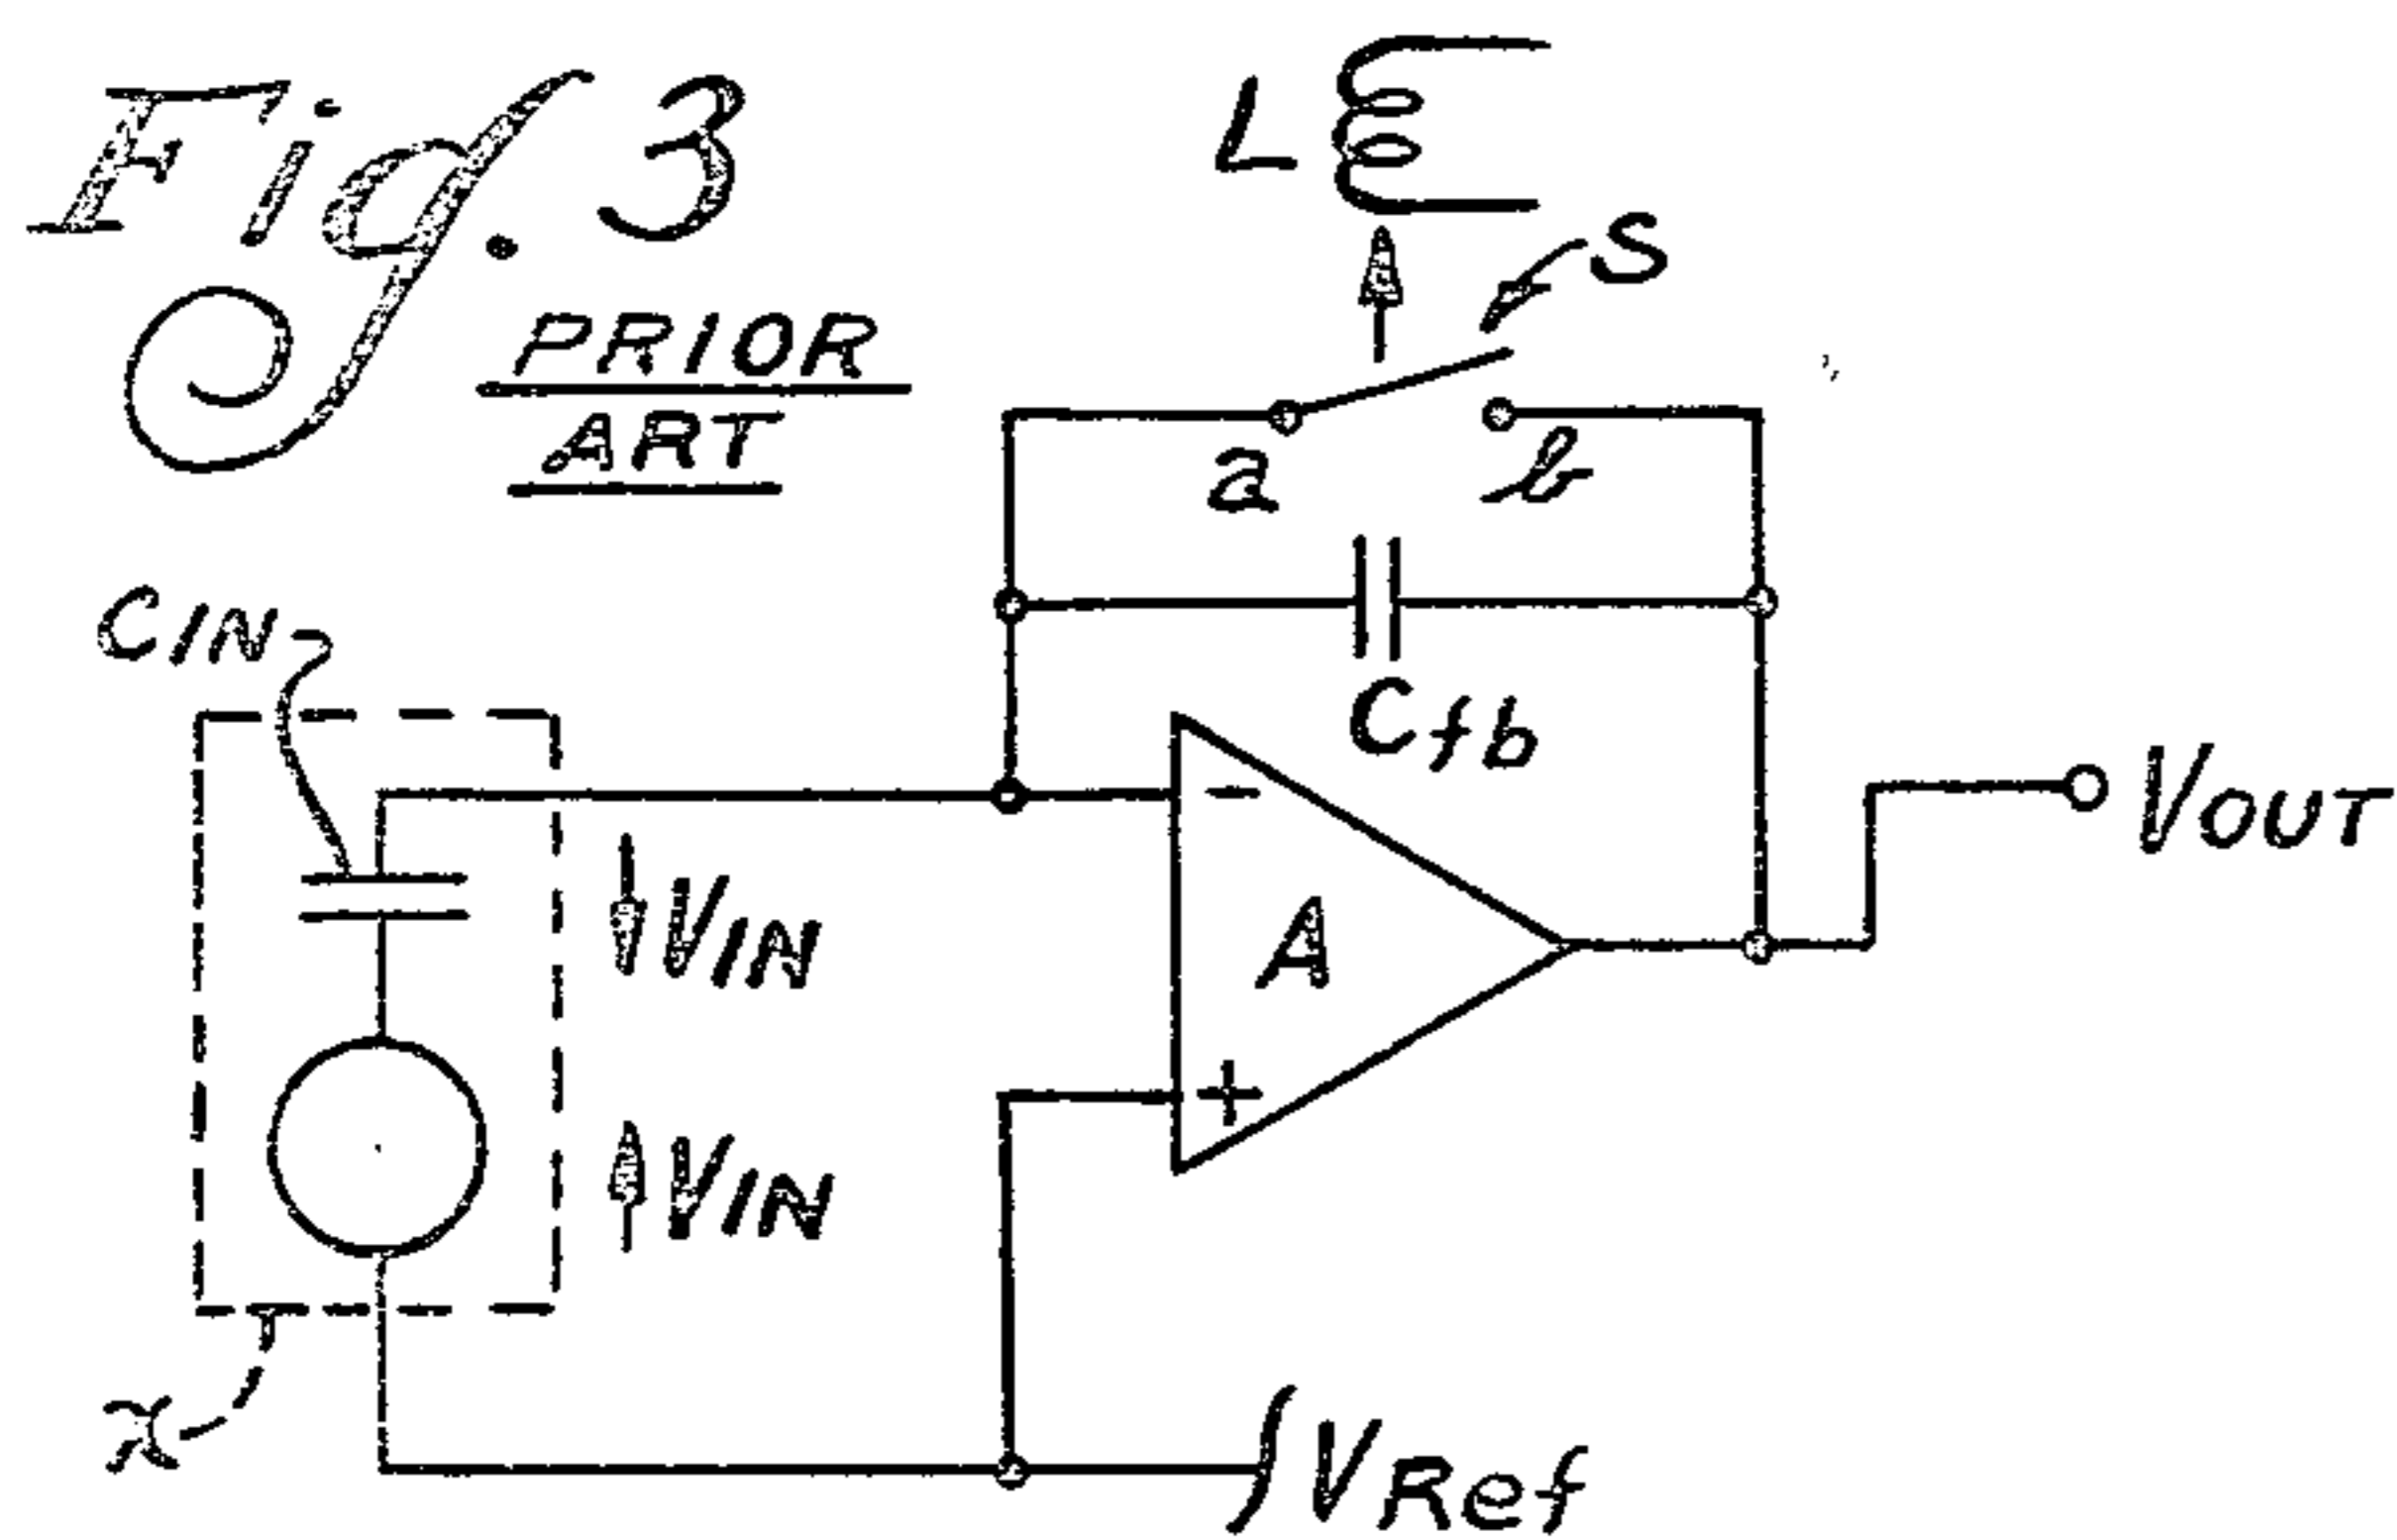 Fig. 3
PRIOR
ART
L
S
a b
CIN
Cfb
VIN
-
A
VOUT
+
VIN
x
VRef